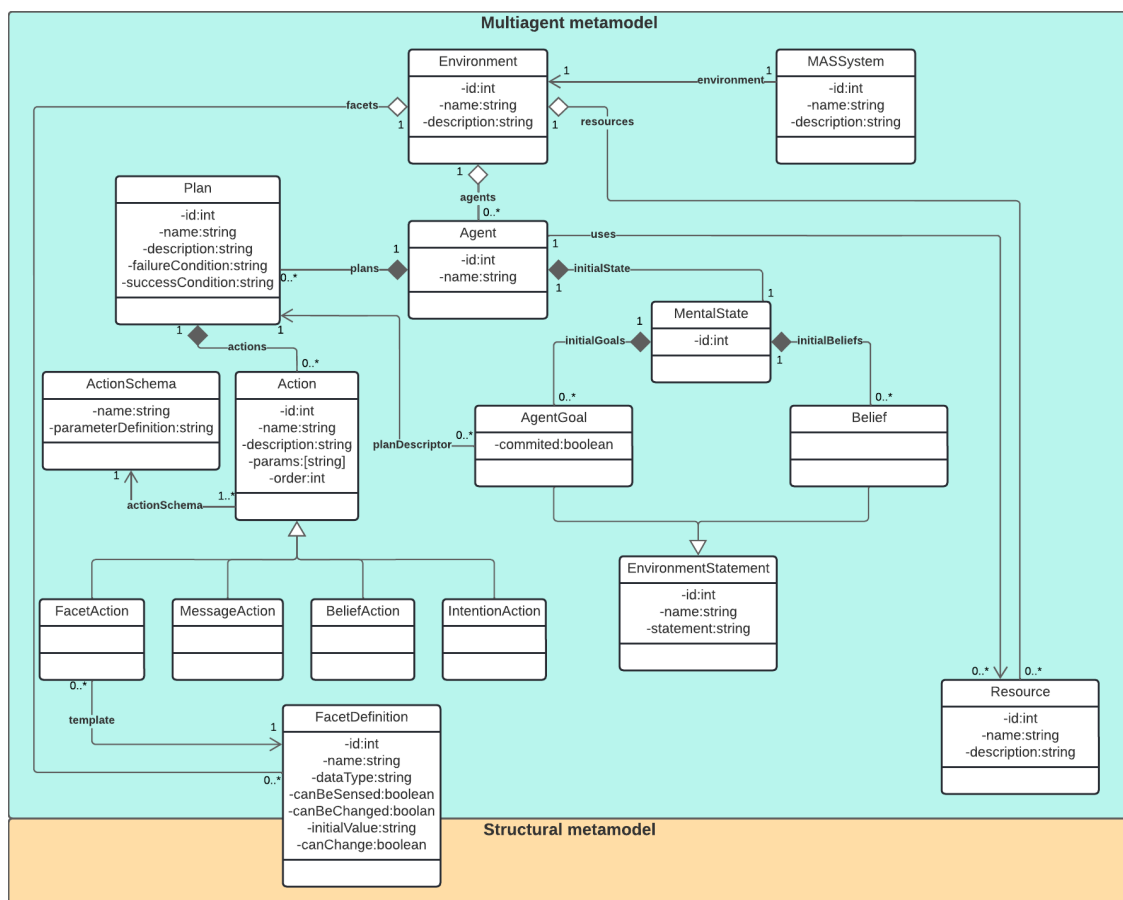 Multiagent metamodel
Environment
-id:int
-name:string
-description:string
MASSystem
-id:int
-name:string
-description:string
1
environment
1
facets
1
1
resources
1
agents
0..*
Plan
-id:int
-name:string
-description:string
-failureCondition:string
-successCondition:string
Agent
-id:int
-name:string
1
plans
0..*
1
uses
initialState
1
1
MentalState
-id:int
1
initialGoals
initialBeliefs
1
1
actions
0..*
1
0..*
0..*
ActionSchema
-name:string
-parameterDefinition:string
Action
-id:int
-name:string
-description:string
-params:[string]
-order:int
planDescriptor
0..*
AgentGoal
-commited:boolean
Belief
1
actionSchema
1..*
EnvironmentStatement
-id:int
-name:string
-statement:string
FacetAction
MessageAction
BeliefAction
IntentionAction
0..*
template
1
0..*
0..*
0..*
Resource
-id:int
-name:string
-description:string
FacetDefinition
-id:int
-name:string
-dataType:string
-canBeSensed:boolean
-canBeChanged:boolan
-initialValue:string
-canChange:boolean
Structural metamodel